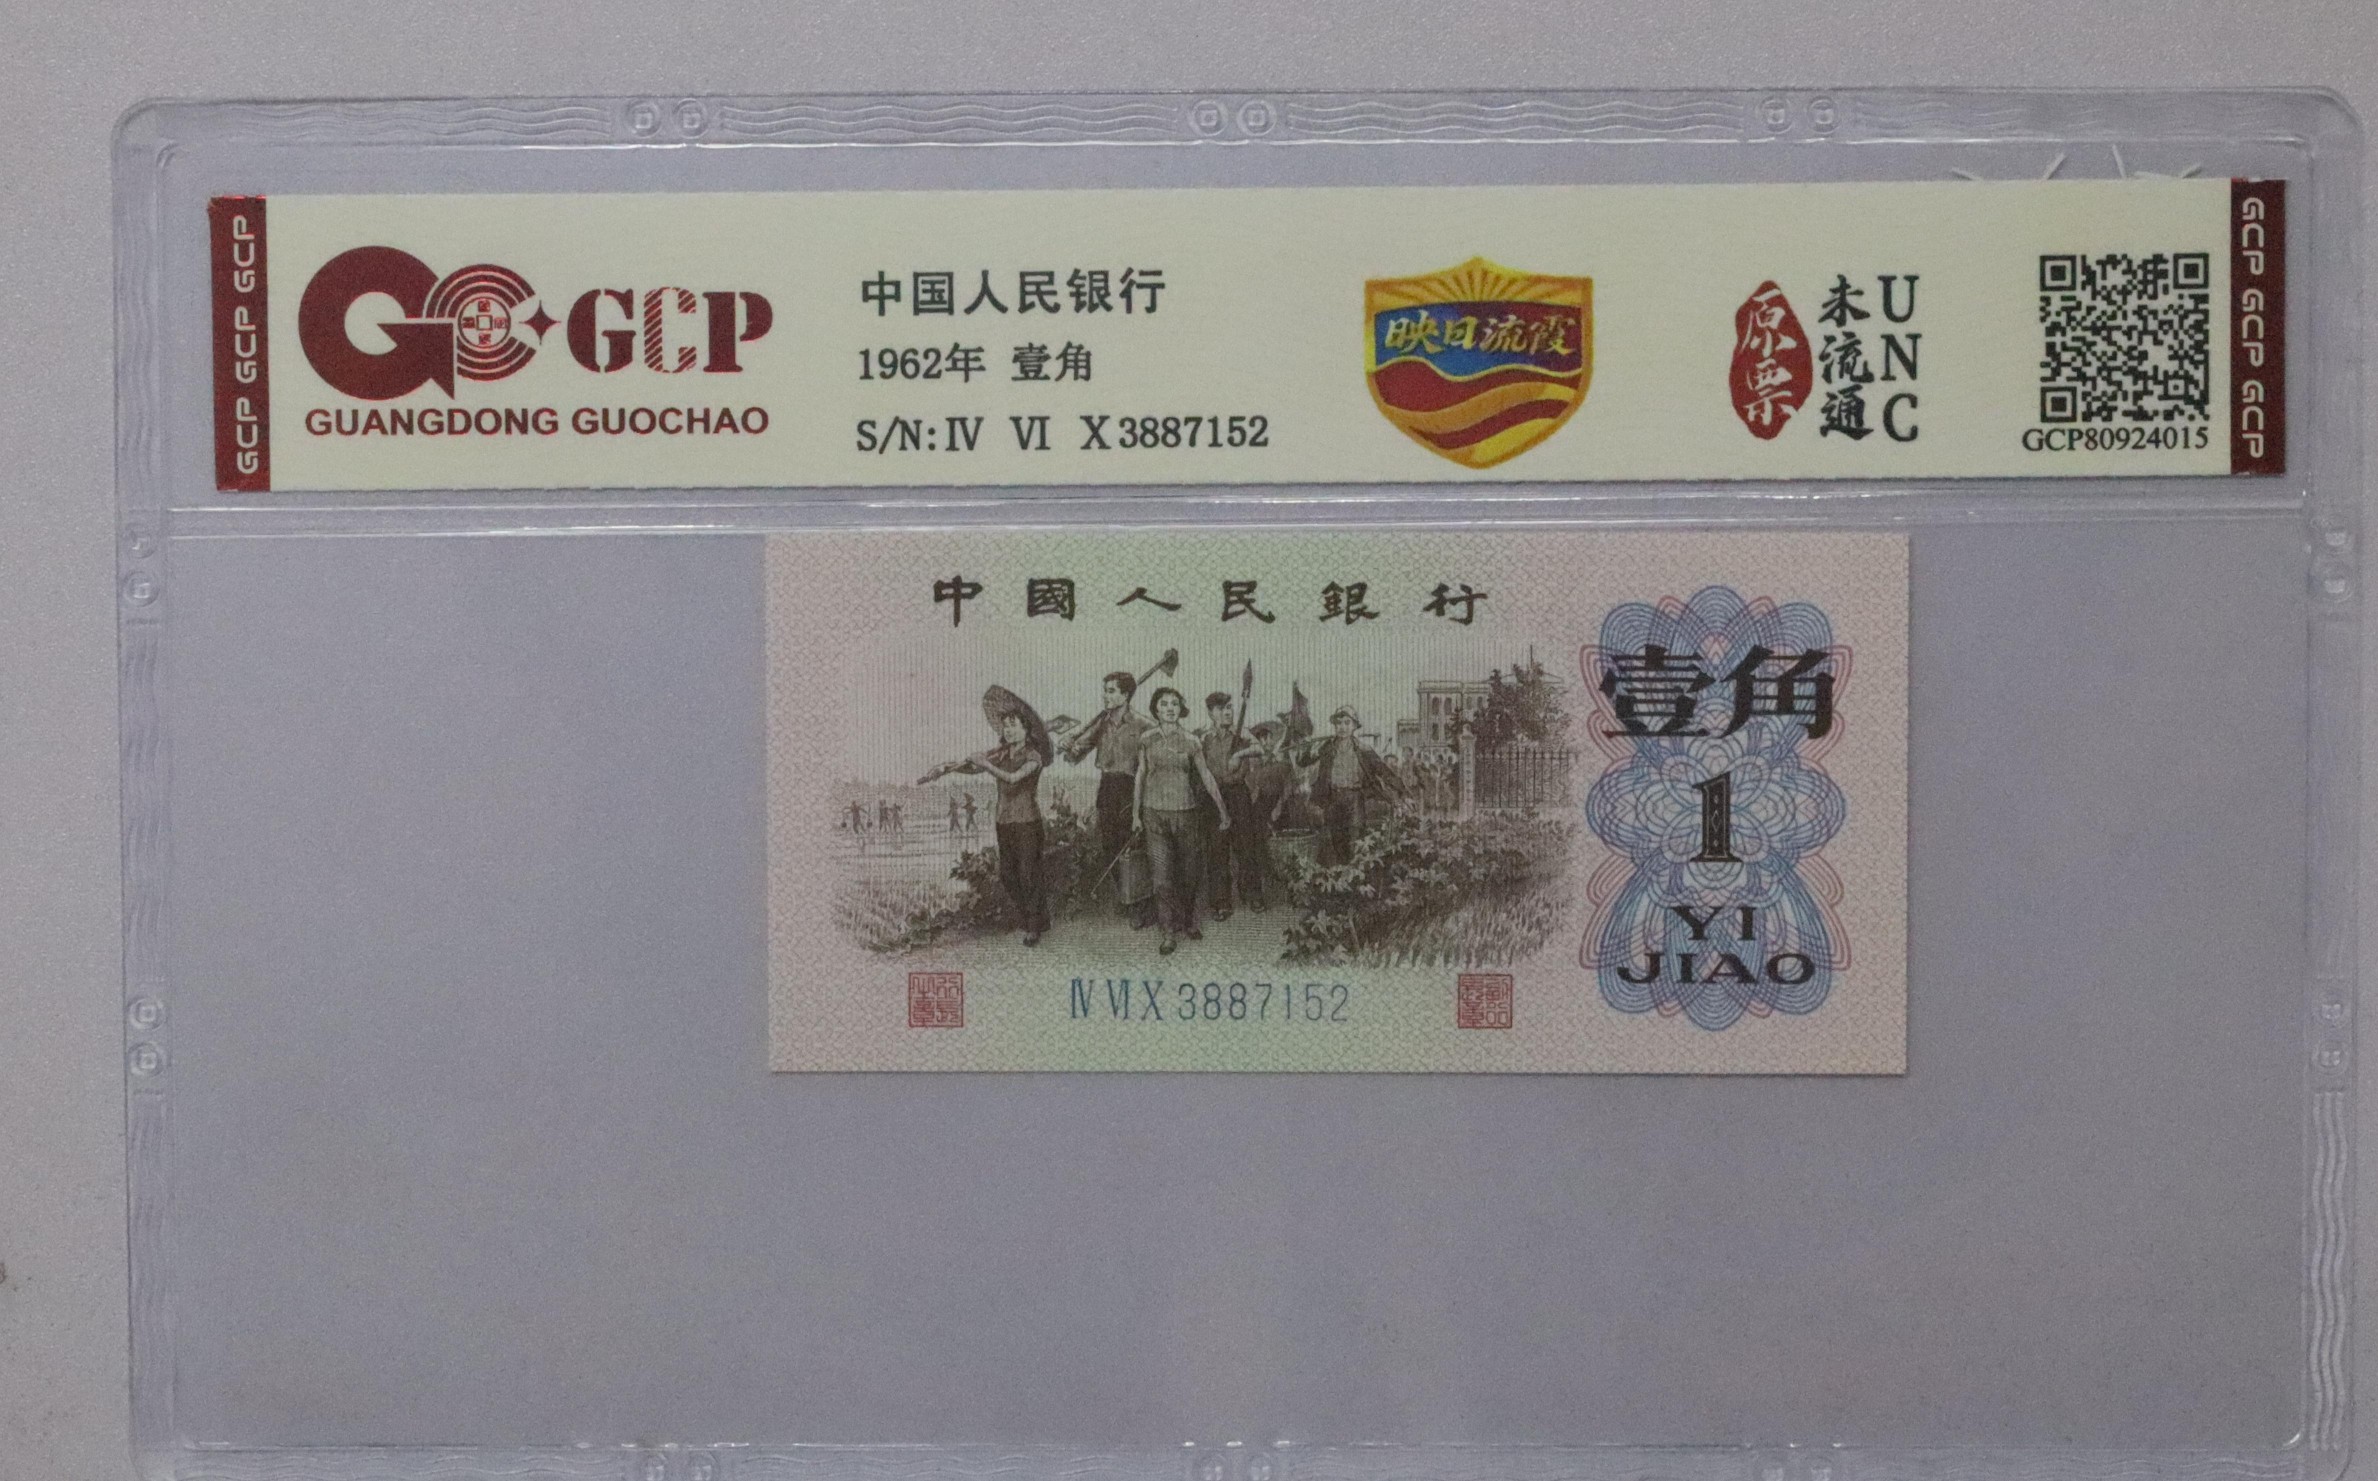 GCP GCP GCP
GCP
GUANGDONG GUOCHAO
中国人民银行
1962年 壹角
S/N:IV VI X3887152
映日流霞
原票
未流通
UNC
GCP80924015
GCP GCP GCP
中國人民銀行
壹角
1
YI
JIAO
IV VI X 3887152